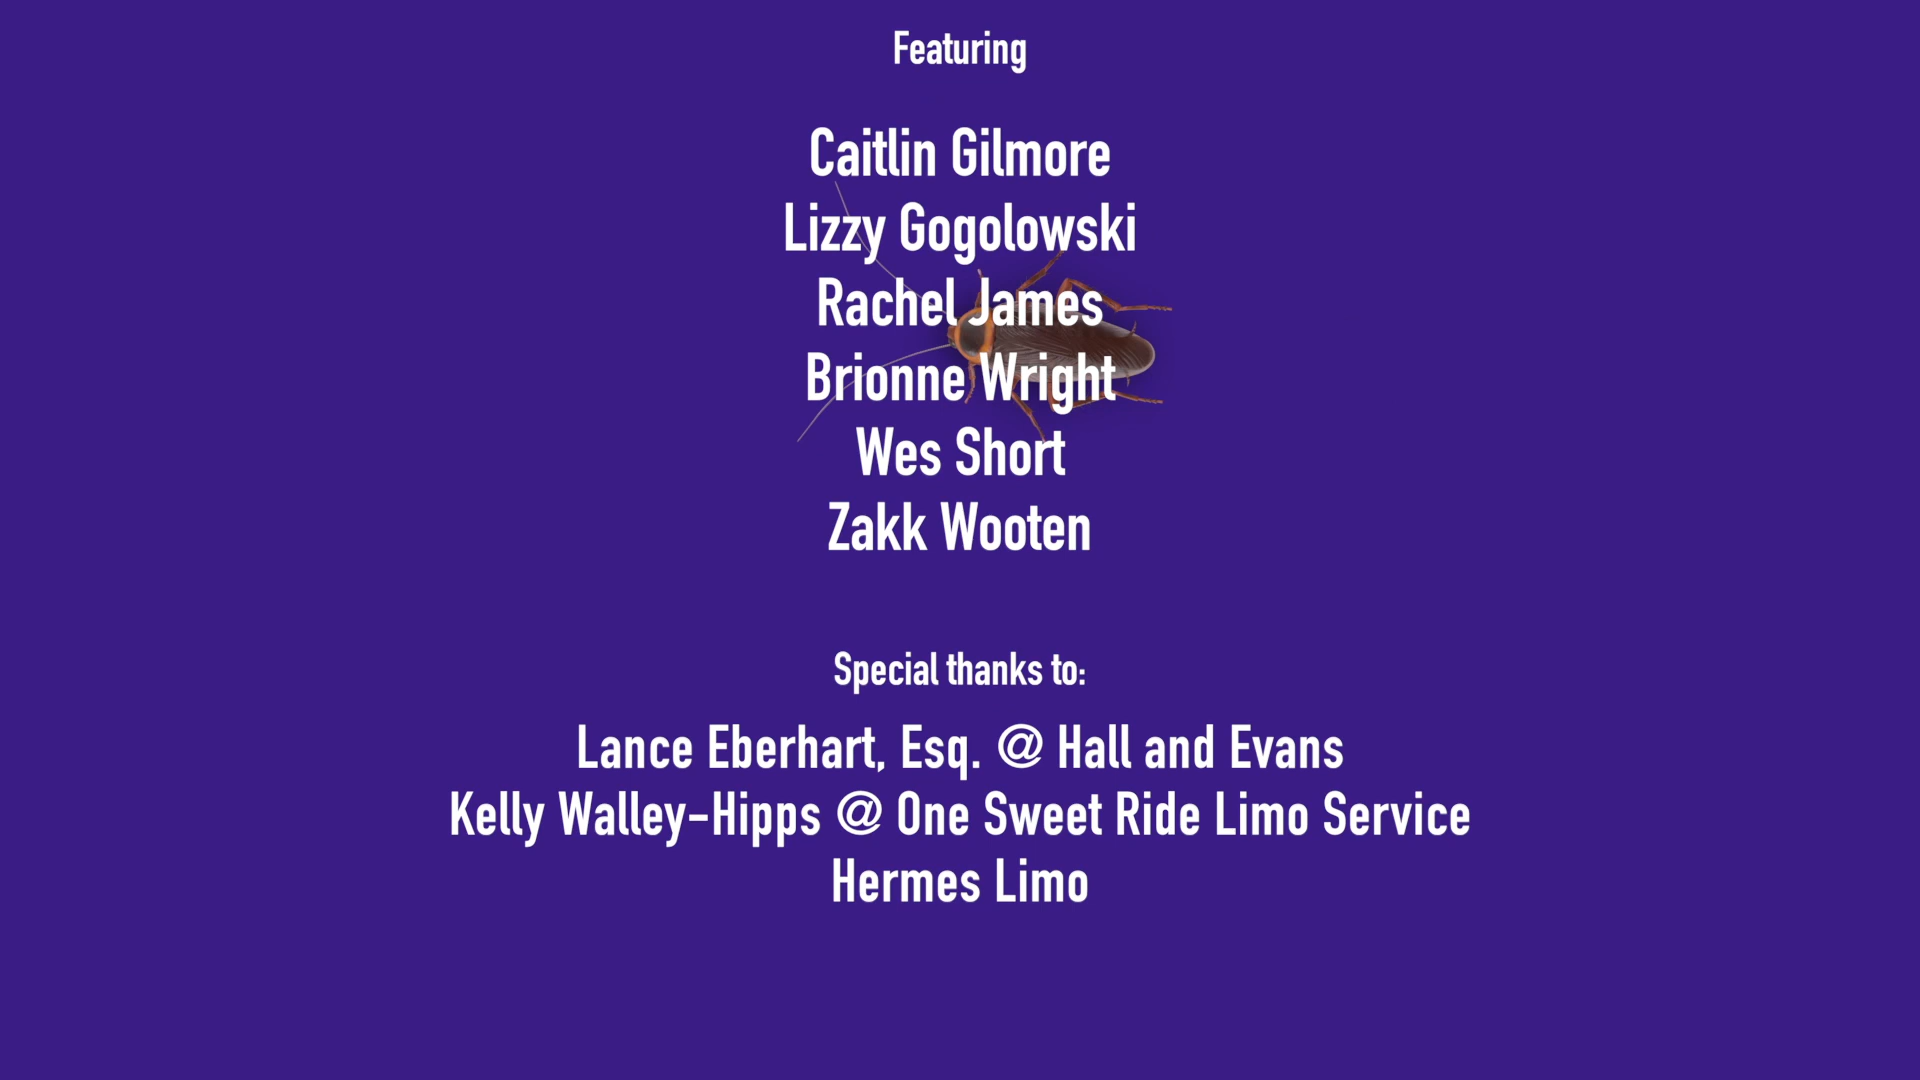 Featuring
Caitlin Gilmore
Lizzy Gogolowski
Rachel James
Brionne Wright
Wes Short
Zakk Wooten
Special thanks to:
Lance Eberhart, Esq. @ Hall and Evans
Kelly Walley-Hipps @ One Sweet Ride Limo Service
Hermes Limo